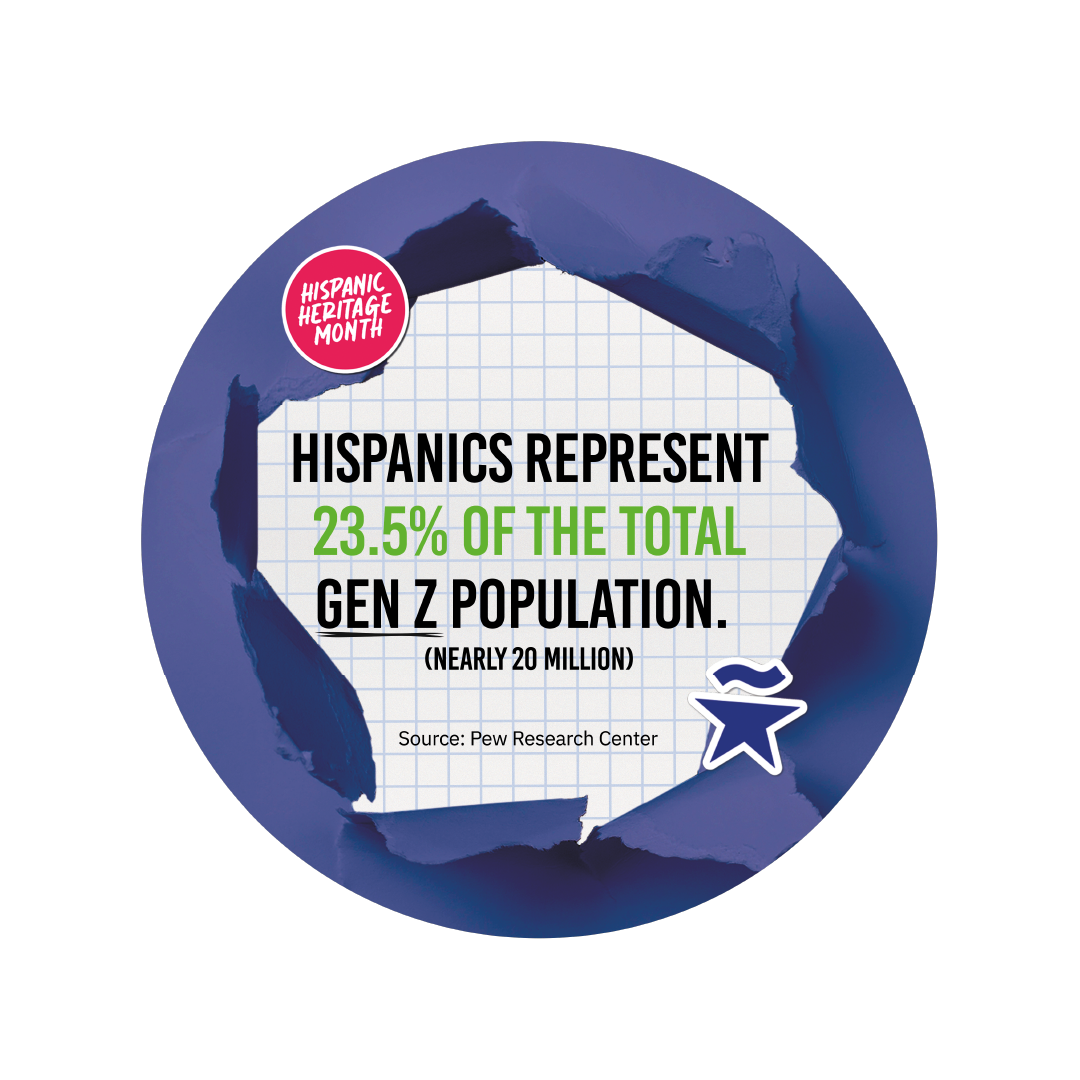 HISPANIC
HERITAGE
MONTH
HISPANICS REPRESENT
23.5% OF THE TOTAL
GEN Z POPULATION.
(NEARLY 20 MILLION)
Source: Pew Research Center